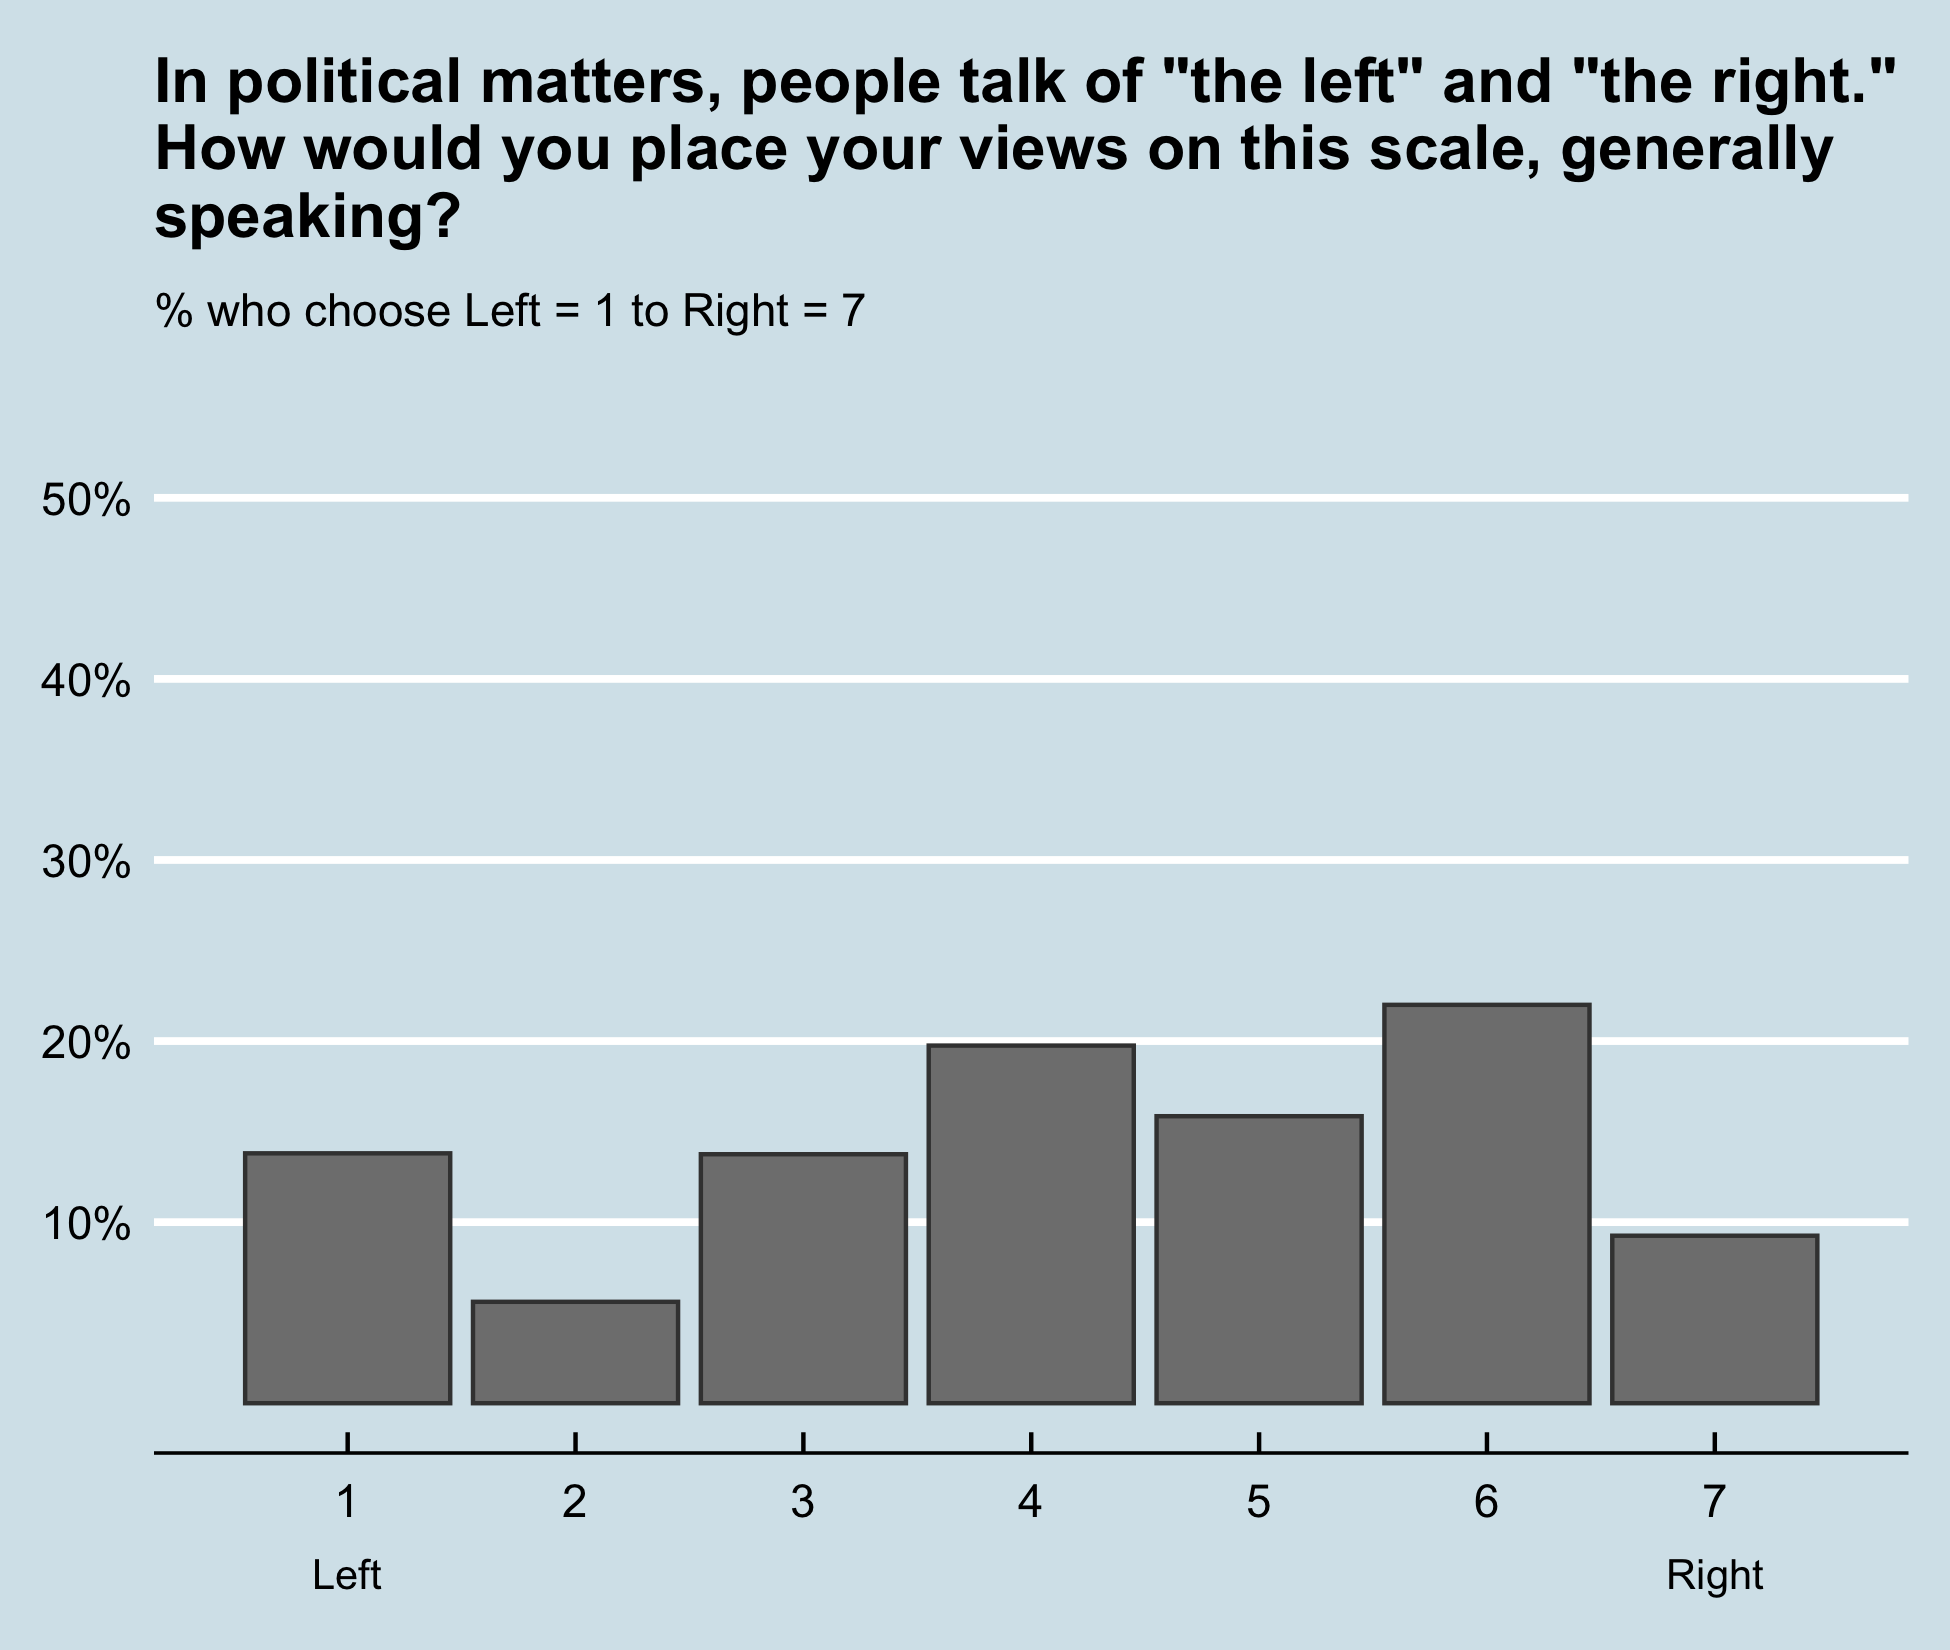 In political matters, people talk of "the left" and "the right."
How would you place your views on this scale, generally
speaking?
% who choose Left = 1 to Right = 7
50%
40%
30%
20%
10%
1 2 3 4 5 6 7
Left Right